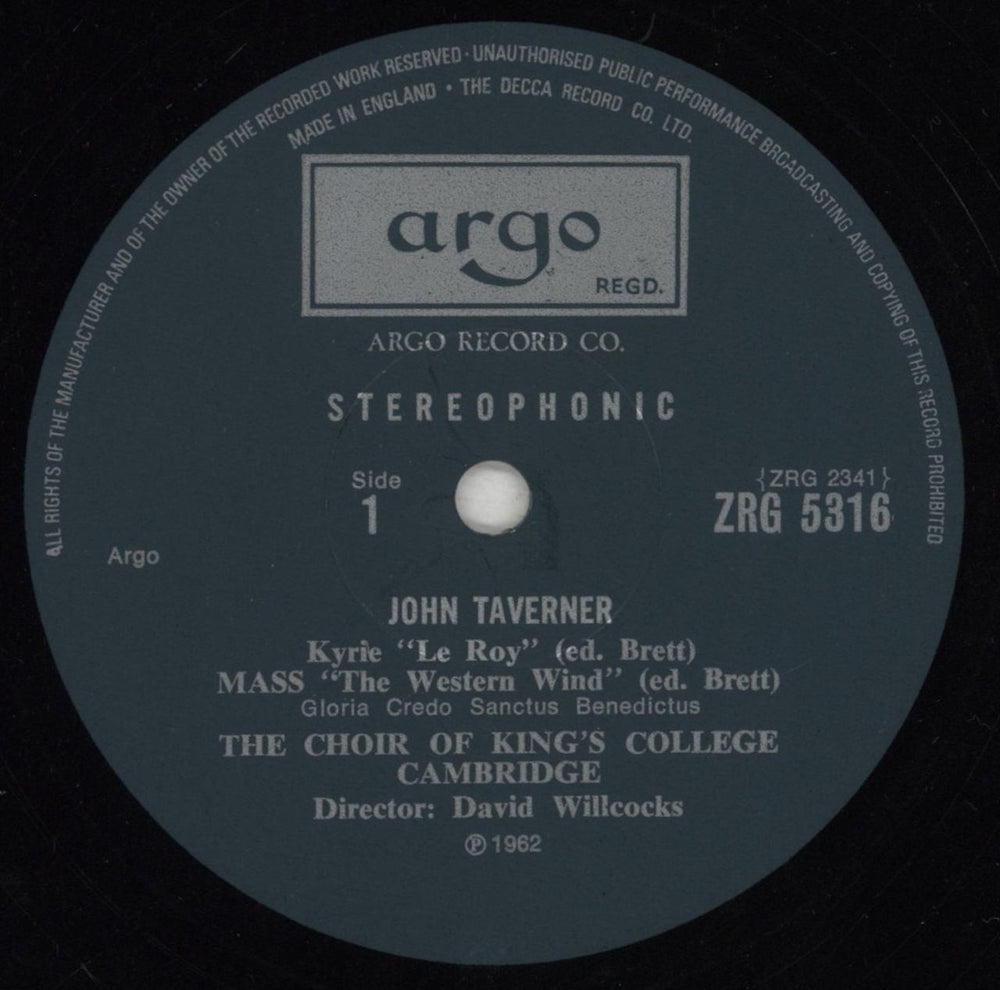 ALL RIGHTS OF THE MANUFACTURER AND OF THE OWNER OF THE RECORDED WORK RESERVED · UNAUTHORISED PUBLIC PERFORMANCE BROADCASTING AND COPYING OF THIS RECORD PROHIBITED
MADE IN ENGLAND • THE DECCA RECORD CO. LTD.
argo
REGD.
ARGO RECORD CO.
STEREOPHONIC
Side
1
{ZRG 2341}
ZRG 5316
Argo
JOHN TAVERNER
Kyrie “Le Roy” (ed. Brett)
MASS “The Western Wind” (ed. Brett)
Gloria Credo Sanctus Benedictus
THE CHOIR OF KING'S COLLEGE
CAMBRIDGE
Director: David Willcocks
℗ 1962